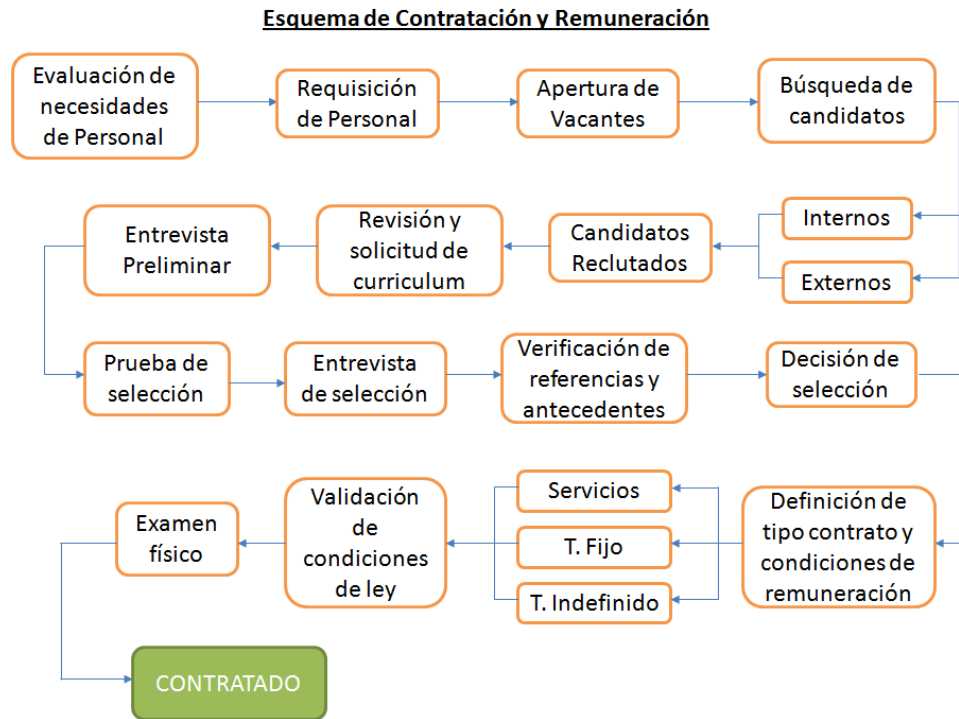 Esquema de Contratación y Remuneración
Evaluación de
necesidades
de Personal
Requisición
de Personal
Apertura de
Vacantes
Búsqueda de
candidatos
Internos
Externos
Candidatos
Reclutados
Revisión y
solicitud de
curriculum
Entrevista
Preliminar
Prueba de
selección
Entrevista
de selección
Verificación de
referencias y
antecedentes
Decisión de
selección
Definición de
tipo contrato y
condiciones de
remuneración
Servicios
T. Fijo
T. Indefinido
Validación
de
condiciones
de ley
Examen
físico
CONTRATADO